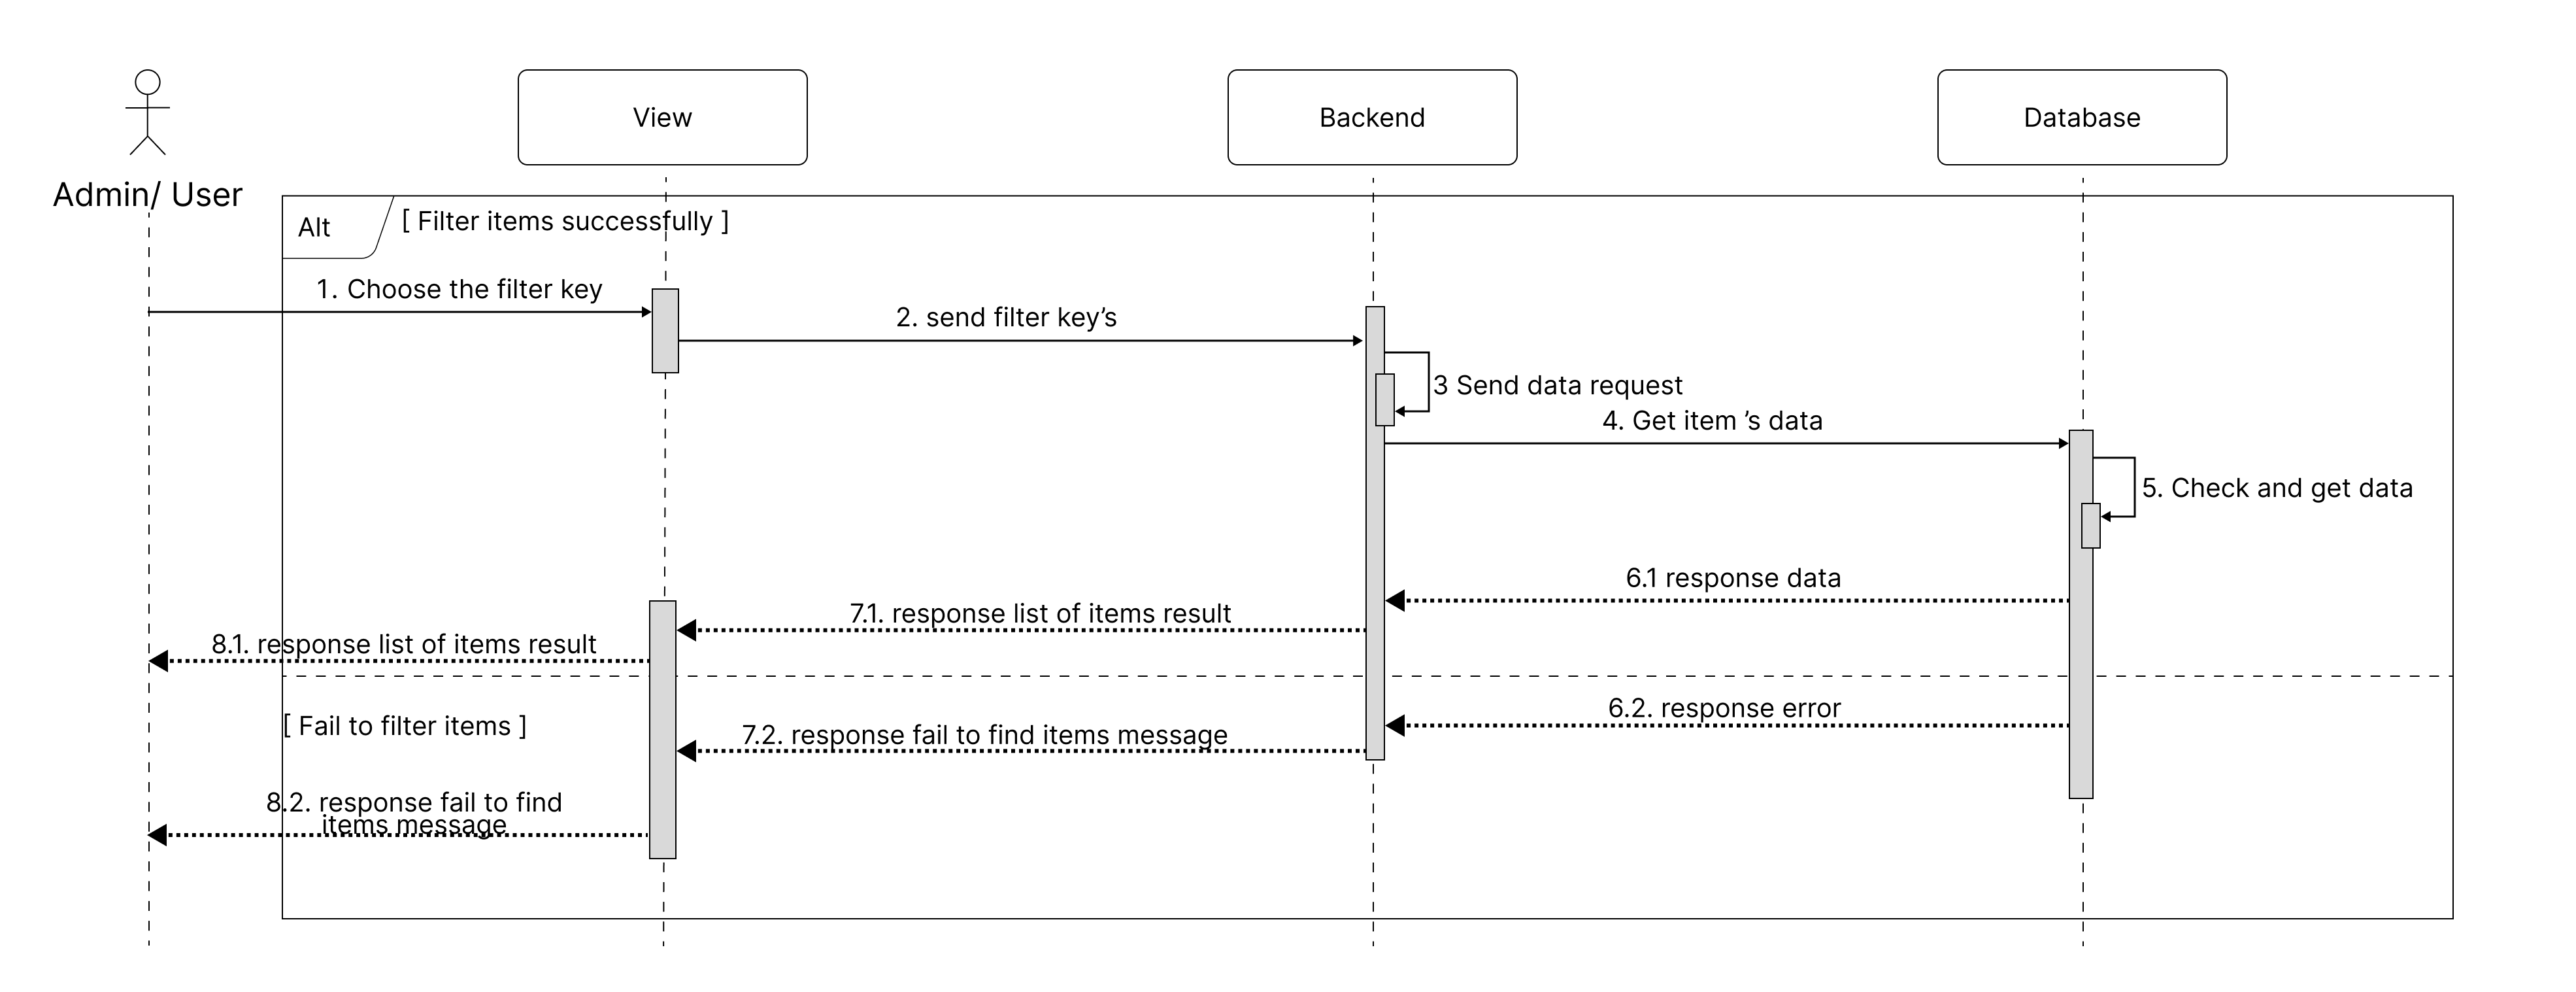 View
Backend
Database
Admin/ User
Alt
[ Filter items successfully ]
1. Choose the filter key
2. send filter key’s
3 Send data request
4. Get item ’s data
5. Check and get data
6.1 response data
7.1. response list of items result
8.1. response list of items result
[ Fail to filter items ]
6.2. response error
7.2. response fail to find items message
8.2. response fail to find
items message